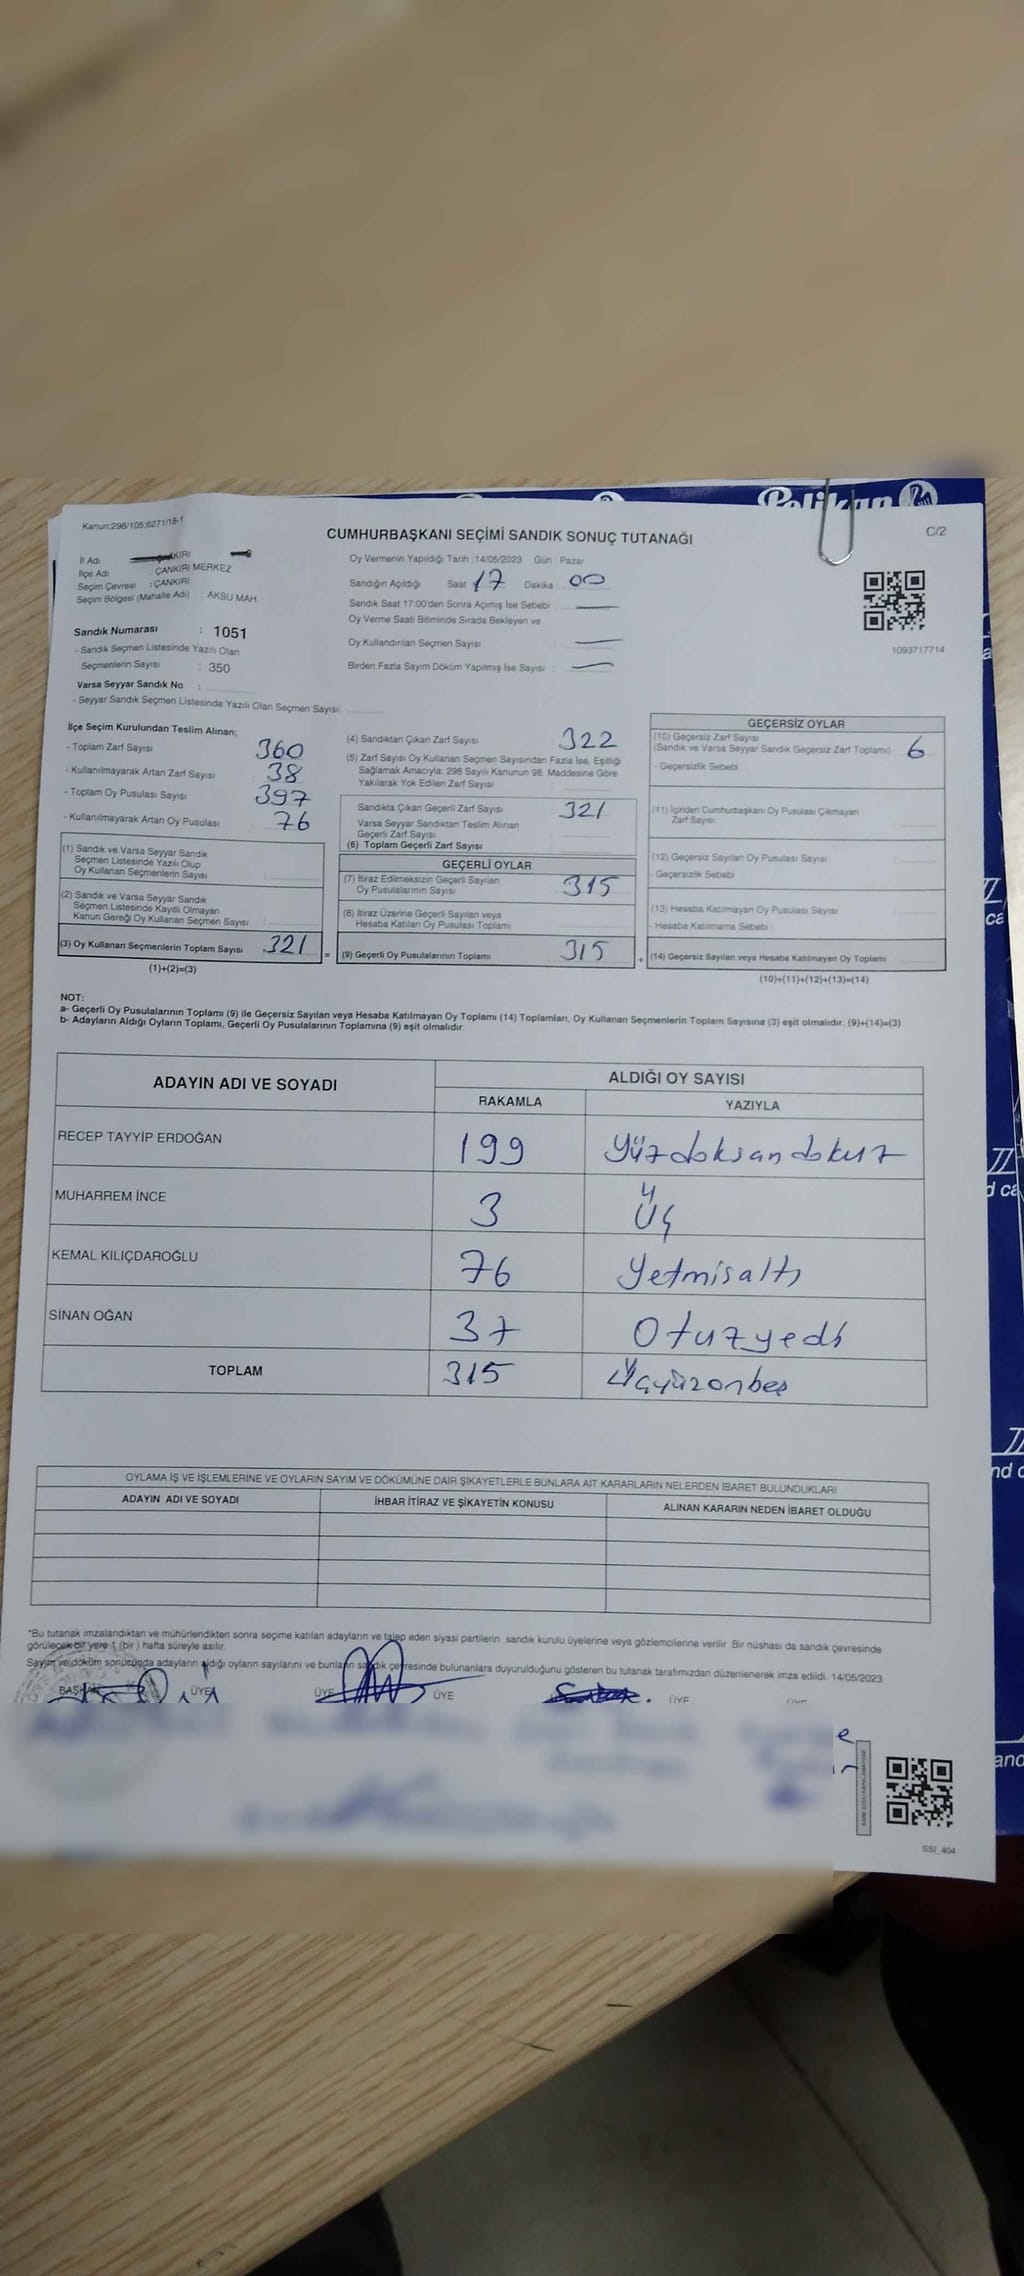 Pelikan
Kanun:298/105;6271/18-1
CUMHURBAŞKANI SEÇİMİ SANDIK SONUÇ TUTANAĞI
C/2
İl Adı : ÇANKIRI
İlçe Adı : ÇANKIRI MERKEZ
Seçim Çevresi : ÇANKIRI
Seçim Bölgesi (Mahalle Adı) : AKSU MAH.
Sandık Numarası : 1051
- Sandık Seçmen Listesinde Yazılı Olan
Seçmenlerin Sayısı : 350
Varsa Seyyar Sandık No :
- Seyyar Sandık Seçmen Listesinde Yazılı Olan Seçmen Sayısı:
Oy Vermenin Yapıldığı Tarih : 14/05/2023 Gün : Pazar
Sandığın Açıldığı Saat 17 Dakika 00
Sandık Saat 17:00'den Sonra Açımış İse Sebebi :
Oy Verme Saati Bitiminde Sırada Bekleyen ve
Oy Kullandırılan Seçmen Sayısı :
Birden Fazla Sayım Döküm Yapılmış İse Sayısı :
1093717714
İlçe Seçim Kurulundan Teslim Alınan;
- Toplam Zarf Sayısı 360
- Kullanılmayarak Artan Zarf Sayısı 38
- Toplam Oy Pusulası Sayısı 397
- Kullanılmayarak Artan Oy Pusulası 76
(1) Sandık ve Varsa Seyyar Sandık
Seçmen Listesinde Yazılı Olup
Oy Kullanan Seçmenlerin Sayısı
(2) Sandık ve Varsa Seyyar Sandık
Seçmen Listesinde Kayıtlı Olmayan
Kanun Gereği Oy Kullanan Seçmen Sayısı
(3) Oy Kullanan Seçmenlerin Toplam Sayısı 321
(1)+(2)=(3)
=
(4) Sandıktan Çıkan Zarf Sayısı : 322
(5) Zarf Sayısı Oy Kullanan Seçmen Sayısından Fazla İse, Eşitliği
Sağlamak Amacıyla; 298 Sayılı Kanunun 98. Maddesine Göre
Yakılarak Yok Edilen Zarf Sayısı
Sandıkta Çıkan Geçerli Zarf Sayısı 321
Varsa Seyyar Sandıktan Teslim Alınan
Geçerli Zarf Sayısı
(6) Toplam Geçerli Zarf Sayısı
GEÇERLİ OYLAR
(7) İtiraz Edilmeksizin Geçerli Sayılan
Oy Pusulalarının Sayısı 315
(8) İtiraz Üzerine Geçerli Sayılan veya
Hesaba Katılan Oy Pusulası Toplamı
(9) Geçerli Oy Pusulalarının Toplamı 315
+
GEÇERSİZ OYLAR
(10) Geçersiz Zarf Sayısı
(Sandık ve Varsa Seyyar Sandık Geçersiz Zarf Toplamı) 6
- Geçersizlik Sebebi
(11) İçinden Cumhurbaşkanı Oy Pusulası Çıkmayan
Zarf Sayısı
(12) Geçersiz Sayılan Oy Pusulası Sayısı
- Geçersizlik Sebebi
(13) Hesaba Katılmayan Oy Pusulası Sayısı
- Hesaba Katılmama Sebebi
(14) Geçersiz Sayılan veya Hesaba Katılmayan Oy Toplamı
(10)+(11)+(12)+(13)=(14)
NOT:
a- Geçerli Oy Pusulalarının Toplamı (9) ile Geçersiz Sayılan veya Hesaba Katılmayan Oy Toplamı (14) Toplamları, Oy Kullanan Seçmenlerin Toplam Sayısına (3) eşit olmalıdır. (9)+(14)=(3)
b- Adayların Aldığı Oyların Toplamı, Geçerli Oy Pusulalarının Toplamına (9) eşit olmalıdır.
ADAYIN ADI VE SOYADI ALDIĞI OY SAYISI
RAKAMLA YAZIYLA
RECEP TAYYİP ERDOĞAN 199 Yüzdoksandokuz
MUHARREM İNCE 3 Üç
KEMAL KILIÇDAROĞLU 76 Yetmisaltı
SİNAN OĞAN 37 Otuzyedi
TOPLAM 315 Üçyüzonbeş
OYLAMA İŞ VE İŞLEMLERİNE VE OYLARIN SAYIM VE DÖKÜMÜNE DAİR ŞİKAYETLERLE BUNLARA AİT KARARLARIN NELERDEN İBARET BULUNDUKLARI
ADAYIN ADI VE SOYADI İHBAR İTİRAZ VE ŞİKAYETİN KONUSU ALINAN KARARIN NEDEN İBARET OLDUĞU
*Bu tutanak imzalandıktan ve mühürlendikten sonra seçime katılan adayların ve talep eden siyasi partilerin sandık kurulu üyelerine veya gözlemcilerine verilir. Bir nüshası da sandık çevresinde
görülecek bir yere 1 (bir ) hafta süreyle asılır.
Sayım ve döküm sonucunda adayların aldığı oyların sayılarını ve bunların sandık çevresinde bulunanlara duyurulduğunu gösteren bu tutanak tarafımızdan düzenlenerek imza edildi. 14/05/2023
BAŞKAN ÜYE ÜYE ÜYE ÜYE ÜYE
SSI_404